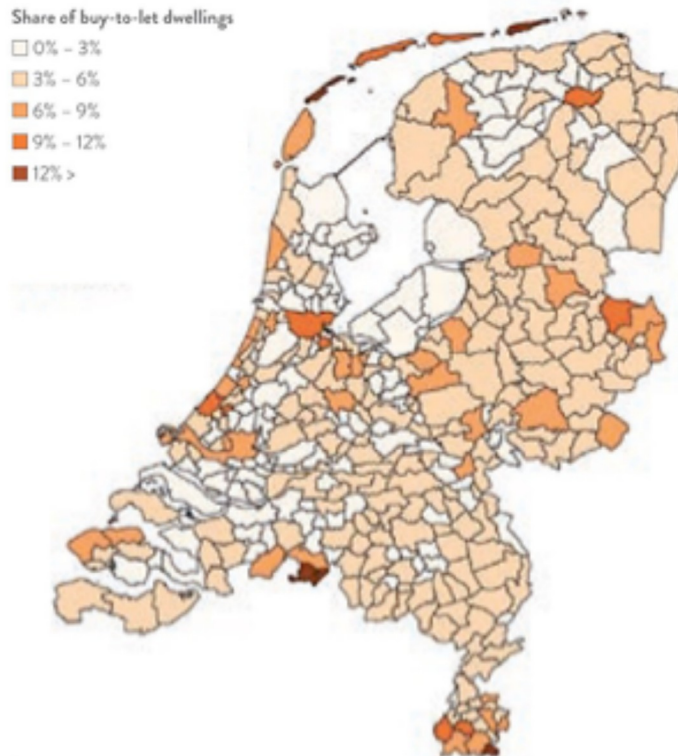 Share of buy-to-let dwellings
0% – 3%
3% – 6%
6% – 9%
9% – 12%
12% >